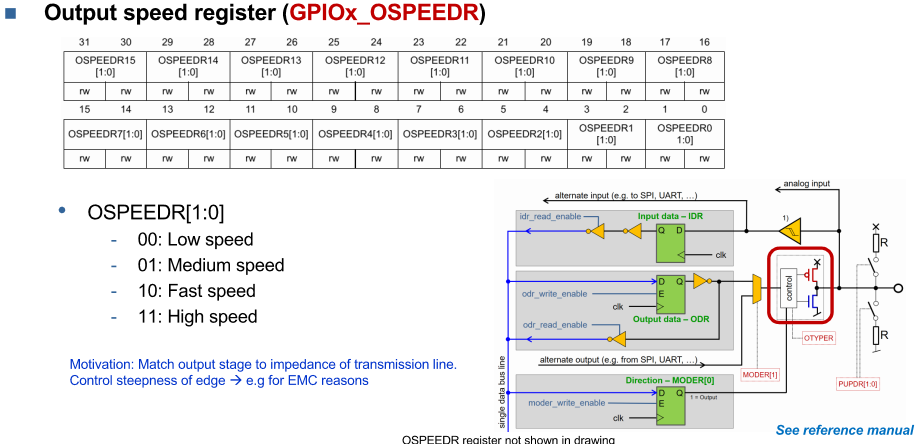 Output speed register (GPIOx_OSPEEDR)
31 30 29 28 27 26 25 24 23 22 21 20 19 18 17 16
OSPEEDR15 OSPEEDR14 OSPEEDR13 OSPEEDR12 OSPEEDR11 OSPEEDR10 OSPEEDR9 OSPEEDR8
[1:0] [1:0] [1:0] [1:0] [1:0] [1:0] [1:0] [1:0]
rw rw rw rw rw rw rw rw rw rw rw rw rw rw rw rw
15 14 13 12 11 10 9 8 7 6 5 4 3 2 1 0
OSPEEDR7[1:0] OSPEEDR6[1:0] OSPEEDR5[1:0] OSPEEDR4[1:0] OSPEEDR3[1:0] OSPEEDR2[1:0] OSPEEDR1 OSPEEDR0
[1:0] 1:0]
rw rw rw rw rw rw rw rw rw rw rw rw rw rw rw rw
• OSPEEDR[1:0]
- 00: Low speed
- 01: Medium speed
- 10: Fast speed
- 11: High speed
Motivation: Match output stage to impedance of transmission line.
Control steepness of edge → e.g for EMC reasons
analog input
alternate input (e.g. to SPI, UART, …)
idr_read_enable
Input data – IDR
1)
Q D
clk
R
D Q
odr_write_enable
E
clk
Output data – ODR
odr_read_enable
control
R
OTYPER
alternate output (e.g. from SPI, UART, …)
MODER[1]
PUPDR[1:0]
Direction – MODER[0]
D Q
1 = Output
moder_write_enable
E
clk
single data bus line
See reference manual
OSPEEDR register not shown in drawing